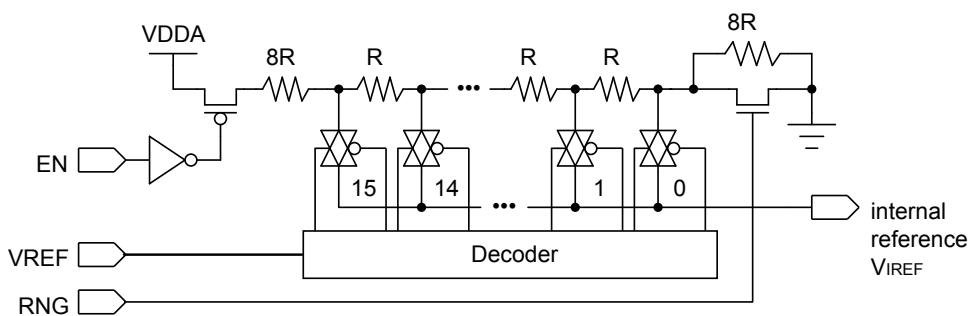 8R
VDDA
8R
R
R
R
...
EN
15
14
1
0
...
internal
reference
VIREF
VREF
Decoder
RNG